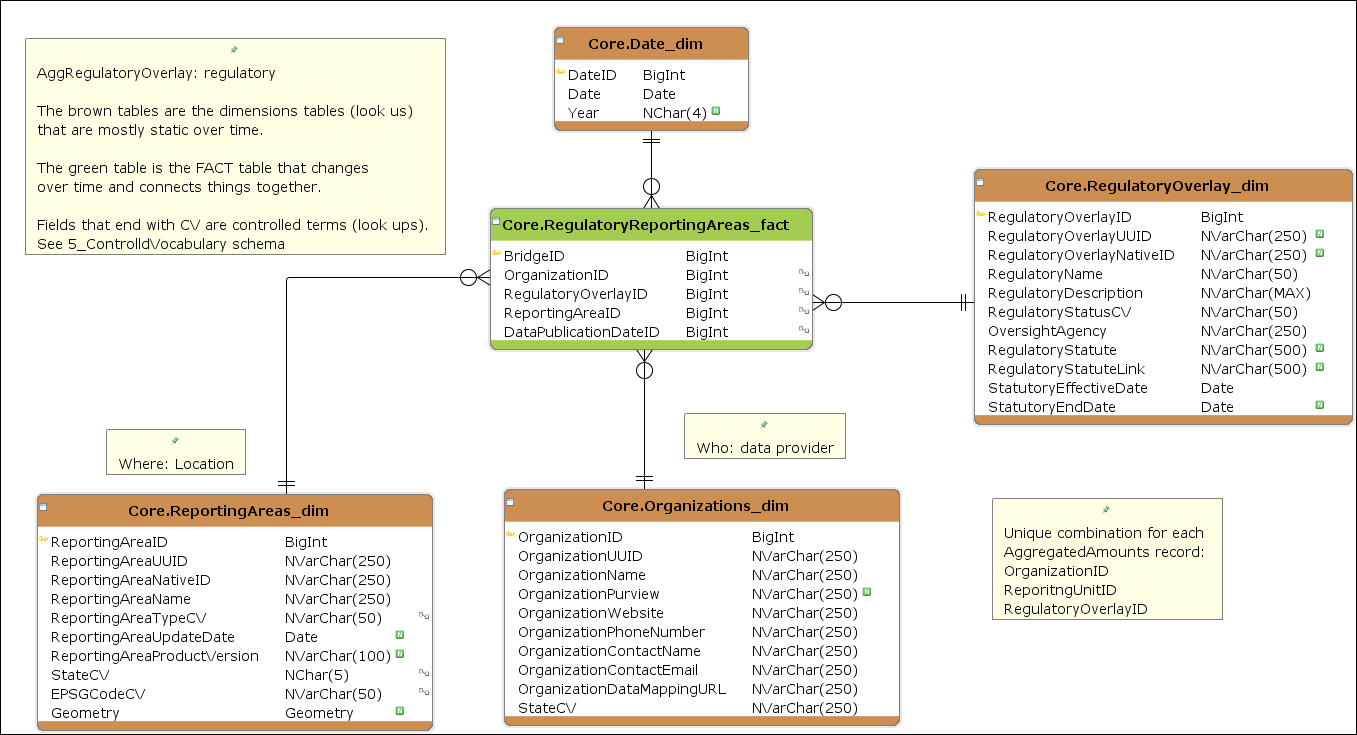 AggRegulatoryOverlay: regulatory
The brown tables are the dimensions tables (look us)
that are mostly static over time.
The green table is the FACT table that changes
over time and connects things together.
Fields that end with CV are controlled terms (look ups).
See 5_ControlldVocabulary schema
Core.Date_dim
DateID BigInt
Date Date
Year NChar(4) N
Core.RegulatoryReportingAreas_fact
BridgeID BigInt
OrganizationID BigInt
RegulatoryOverlayID BigInt
ReportingAreaID BigInt
DataPublicationDateID BigInt
Core.RegulatoryOverlay_dim
RegulatoryOverlayID BigInt
RegulatoryOverlayUUID NVarChar(250) N
RegulatoryOverlayNativeID NVarChar(250) N
RegulatoryName NVarChar(50)
RegulatoryDescription NVarChar(MAX)
RegulatoryStatusCV NVarChar(50)
OversightAgency NVarChar(250)
RegulatoryStatute NVarChar(500) N
RegulatoryStatuteLink NVarChar(500) N
StatutoryEffectiveDate Date
StatutoryEndDate Date N
Where: Location
Who: data provider
Core.ReportingAreas_dim
ReportingAreaID BigInt
ReportingAreaUUID NVarChar(250)
ReportingAreaNativeID NVarChar(250)
ReportingAreaName NVarChar(250)
ReportingAreaTypeCV NVarChar(50)
ReportingAreaUpdateDate Date N
ReportingAreaProductVersion NVarChar(100) N
StateCV NChar(5)
EPSGCodeCV NVarChar(50)
Geometry Geometry N
Core.Organizations_dim
OrganizationID BigInt
OrganizationUUID NVarChar(250)
OrganizationName NVarChar(250)
OrganizationPurview NVarChar(250) N
OrganizationWebsite NVarChar(250)
OrganizationPhoneNumber NVarChar(250)
OrganizationContactName NVarChar(250)
OrganizationContactEmail NVarChar(250)
OrganizationDataMappingURL NVarChar(250)
StateCV NVarChar(250)
Unique combination for each
AggregatedAmounts record:
OrganizationID
ReporitngUnitID
RegulatoryOverlayID